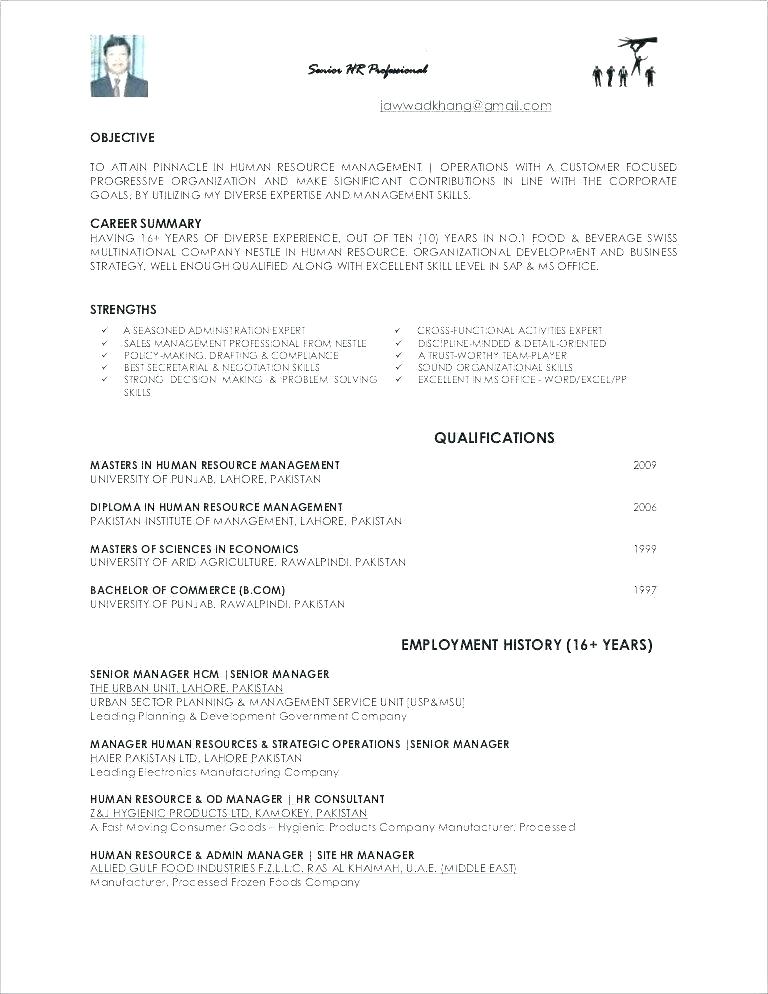 Senior HR Professional
jawwadkhang@gmail.com
OBJECTIVE
TO ATTAIN PINNACLE IN HUMAN RESOURCE MANAGEMENT | OPERATIONS WITH A CUSTOMER FOCUSED
PROGRESSIVE ORGANIZATION AND MAKE SIGNIFICANT CONTRIBUTIONS IN LINE WITH THE CORPORATE
GOALS; BY UTILIZING MY DIVERSE EXPERTISE AND MANAGEMENT SKILLS.
CAREER SUMMARY
HAVING 16+ YEARS OF DIVERSE EXPERIENCE, OUT OF TEN (10) YEARS IN NO.1 FOOD & BEVERAGE SWISS
MULTINATIONAL COMPANY NESTLE IN HUMAN RESOURCE, ORGANIZATIONAL DEVELOPMENT AND BUSINESS
STRATEGY, WELL ENOUGH QUALIFIED ALONG WITH EXCELLENT SKILL LEVEL IN SAP & MS OFFICE.
STRENGTHS
✓ A SEASONED ADMINISTRATION EXPERT
✓ SALES MANAGEMENT PROFESSIONAL FROM NESTLE
✓ POLICY-MAKING, DRAFTING & COMPLIANCE
✓ BEST SECRETARIAL & NEGOTIATION SKILLS
✓ STRONG DECISION MAKING & PROBLEM SOLVING
SKILLS
✓ CROSS-FUNCTIONAL ACTIVITIES EXPERT
✓ DISCIPLINE-MINDED & DETAIL-ORIENTED
✓ A TRUST-WORTHY TEAM-PLAYER
✓ SOUND ORGANIZATIONAL SKILLS
✓ EXCELLENT IN MS OFFICE - WORD/EXCEL/PP
QUALIFICATIONS
MASTERS IN HUMAN RESOURCE MANAGEMENT 2009
UNIVERSITY OF PUNJAB, LAHORE, PAKISTAN
DIPLOMA IN HUMAN RESOURCE MANAGEMENT 2006
PAKISTAN INSTITUTE OF MANAGEMENT, LAHORE, PAKISTAN
MASTERS OF SCIENCES IN ECONOMICS 1999
UNIVERSITY OF ARID AGRICULTURE, RAWALPINDI, PAKISTAN
BACHELOR OF COMMERCE (B.COM) 1997
UNIVERSITY OF PUNJAB, RAWALPINDI, PAKISTAN
EMPLOYMENT HISTORY (16+ YEARS)
SENIOR MANAGER HCM |SENIOR MANAGER
THE URBAN UNIT, LAHORE, PAKISTAN
URBAN SECTOR PLANNING & MANAGEMENT SERVICE UNIT [USP&MSU]
Leading Planning & Development Government Company
MANAGER HUMAN RESOURCES & STRATEGIC OPERATIONS |SENIOR MANAGER
HAIER PAKISTAN LTD, LAHORE PAKISTAN
Leading Electronics Manufacturing Company
HUMAN RESOURCE & OD MANAGER | HR CONSULTANT
Z&J HYGIENIC PRODUCTS LTD, KAMOKEY, PAKISTAN
A Fast Moving Consumer Goods – Hygienic Products Company Manufacturer, Processed
HUMAN RESOURCE & ADMIN MANAGER | SITE HR MANAGER
ALLIED GULF FOOD INDUSTRIES F.Z.L.L.C. RAS AL KHAIMAH, U.A.E. (MIDDLE EAST)
Manufacturer, Processed Frozen Foods Company